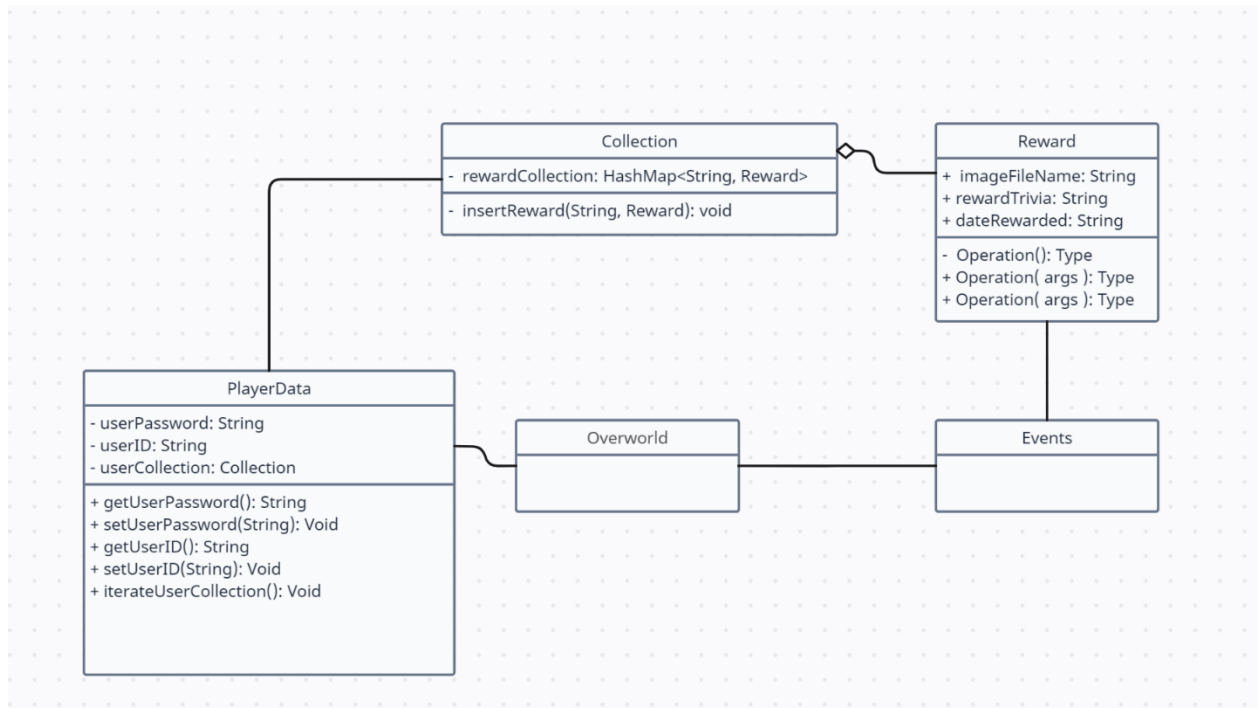 Collection
- rewardCollection: HashMap<String, Reward>
- insertReward(String, Reward): void
Reward
+ imageFileName: String
+ rewardTrivia: String
+ dateRewarded: String
- Operation(): Type
+ Operation( args ): Type
+ Operation( args ): Type
PlayerData
- userPassword: String
- userID: String
- userCollection: Collection
+ getUserPassword(): String
+ setUserPassword(String): Void
+ getUserID(): String
+ setUserID(String): Void
+ iterateUserCollection(): Void
Overworld
Events